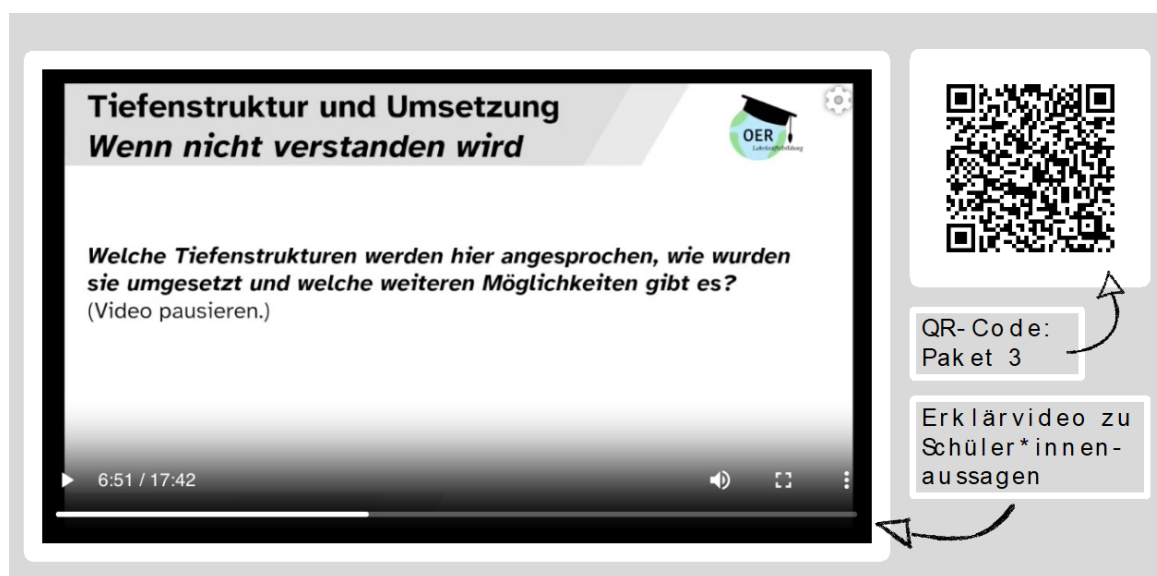 Tiefenstruktur und Umsetzung
Wenn nicht verstanden wird
OER
Lehrkräftebildung
Welche Tiefenstrukturen werden hier angesprochen, wie wurden
sie umgesetzt und welche weiteren Möglichkeiten gibt es?
(Video pausieren.)
6:51 / 17:42
QR-Code:
Paket 3
Erklärvideo zu
Schüler*innen-
aussagen